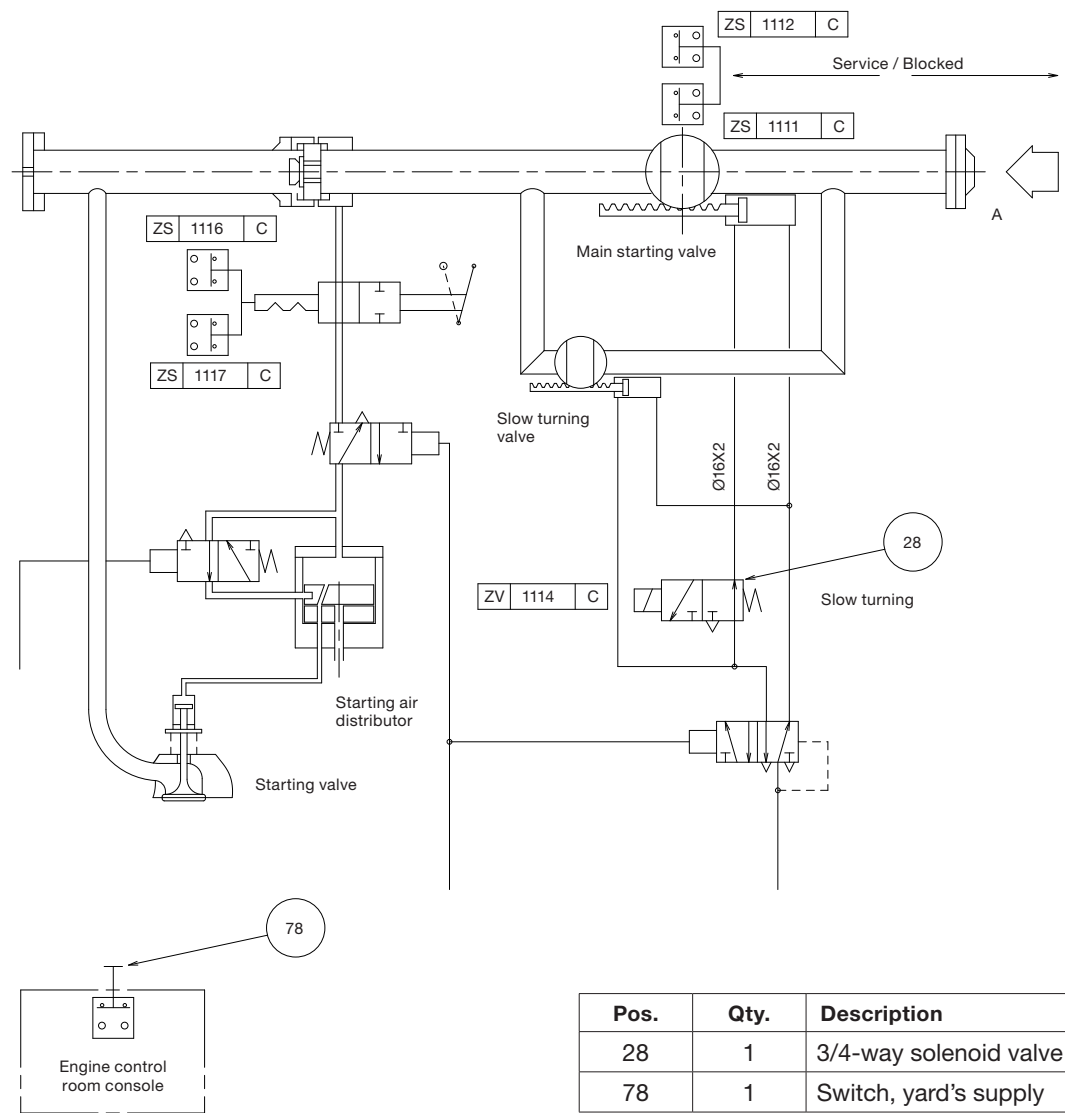 ZS 1112 C
Service / Blocked
ZS 1111 C
A
Main starting valve
ZS 1116 C
ZS 1117 C
Slow turning
valve
Ø16X2
Ø16X2
28
ZV 1114 C
Slow turning
Starting air
distributor
Starting valve
78
Engine control
room console
Pos. Qty. Description
28 1 3/4-way solenoid valve
78 1 Switch, yard’s supply